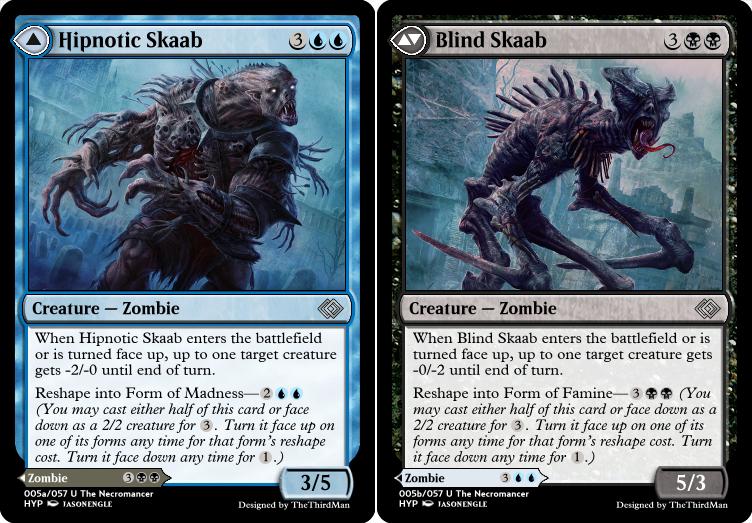 Hipnotic Skaab 3
Creature — Zombie
When Hipnotic Skaab enters the battlefield
or is turned face up, up to one target creature
gets -2/-0 until end of turn.
Reshape into Form of Madness— 2
(You may cast either half of this card or face
down as a 2/2 creature for 3. Turn it face up on
one of its forms any time for that form's reshape
cost. Turn it face down any time for 1.)
Zombie 3
3/5
005a/057 U The Necromancer
HYP JASONENGLE
Designed by TheThirdMan
Blind Skaab 3
Creature — Zombie
When Blind Skaab enters the battlefield or is
turned face up, up to one target creature gets
-0/-2 until end of turn.
Reshape into Form of Famine— 3 (You
may cast either half of this card or face down as a
2/2 creature for 3. Turn it face up on one of its
forms any time for that form's reshape
cost. Turn it face down any time for 1.)
Zombie 3
5/3
005b/057 U The Necromancer
HYP JASONENGLE
Designed by TheThirdMan